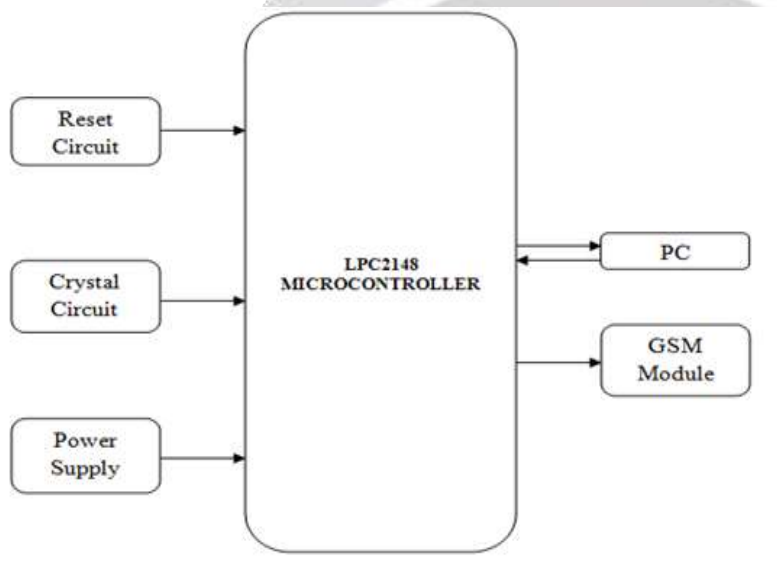 Reset
Circuit
Crystal
Circuit
Power
Supply
LPC2148
MICROCONTROLLER
PC
GSM
Module